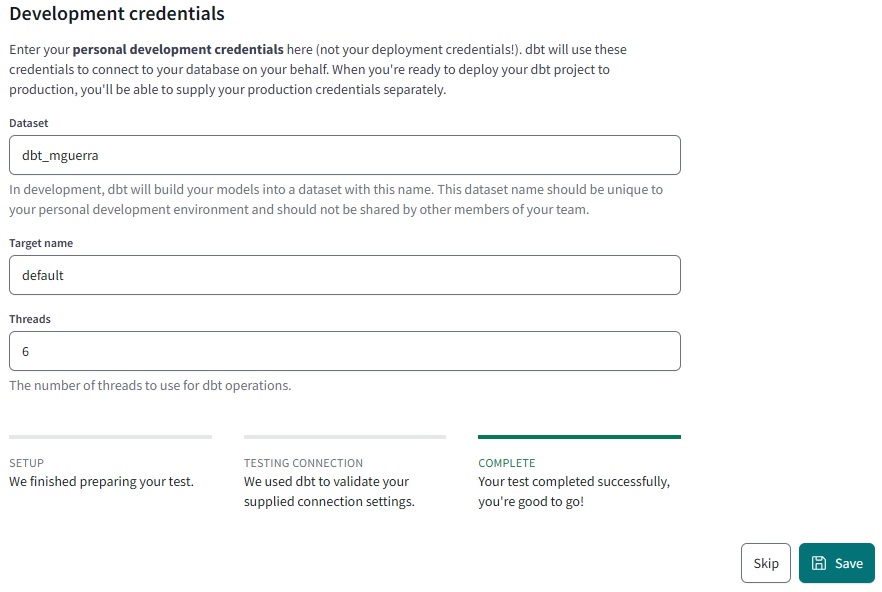 Development credentials
Enter your personal development credentials here (not your deployment credentials!). dbt will use these
credentials to connect to your database on your behalf. When you're ready to deploy your dbt project to
production, you'll be able to supply your production credentials separately.
Dataset
dbt_mguerra
In development, dbt will build your models into a dataset with this name. This dataset name should be unique to
your personal development environment and should not be shared by other members of your team.
Target name
default
Threads
6
The number of threads to use for dbt operations.
SETUP
We finished preparing your test.
TESTING CONNECTION
We used dbt to validate your
supplied connection settings.
COMPLETE
Your test completed successfully,
you're good to go!
Skip
Save